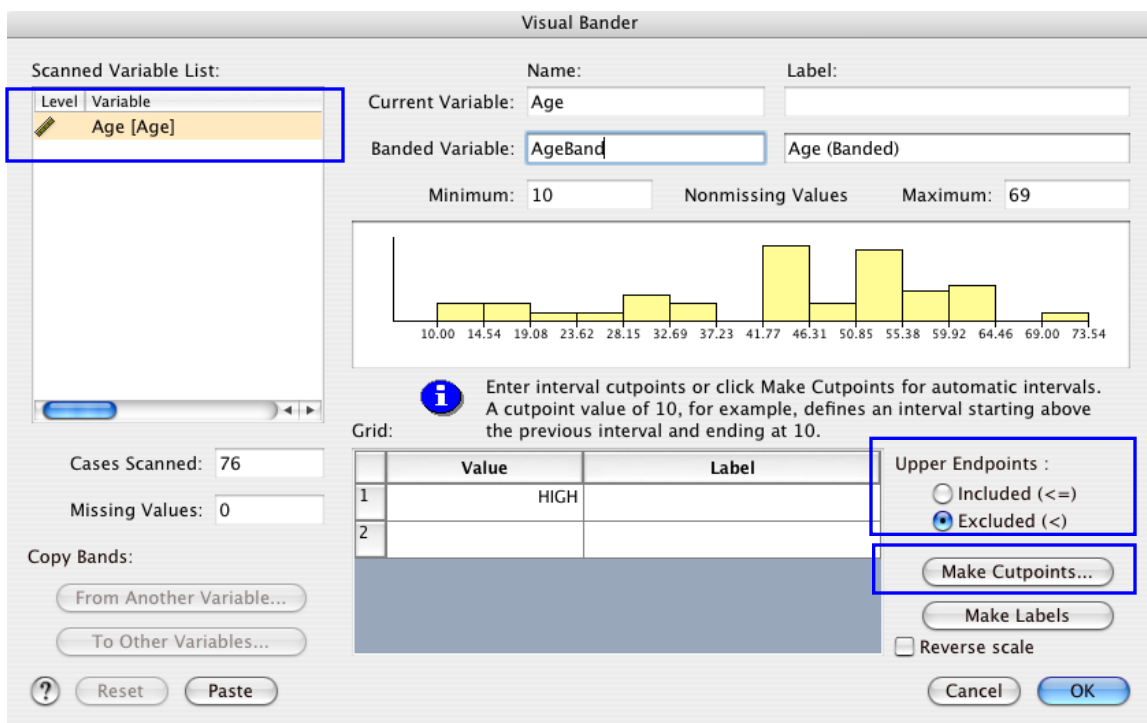 Visual Bander
Scanned Variable List:
Level Variable
Age [Age]
Name: Label:
Current Variable: Age
Banded Variable: AgeBand Age (Banded)
Minimum: 10 Nonmissing Values Maximum: 69
10.00 14.54 19.08 23.62 28.15 32.69 37.23 41.77 46.31 50.85 55.38 59.92 64.46 69.00 73.54
i
Enter interval cutpoints or click Make Cutpoints for automatic intervals.
A cutpoint value of 10, for example, defines an interval starting above
the previous interval and ending at 10.
Grid:
Value Label
1 HIGH
2
Cases Scanned: 76
Missing Values: 0
Copy Bands:
From Another Variable...
To Other Variables...
Upper Endpoints :
Included (<=)
Excluded (<)
Make Cutpoints...
Make Labels
Reverse scale
? Reset Paste Cancel OK